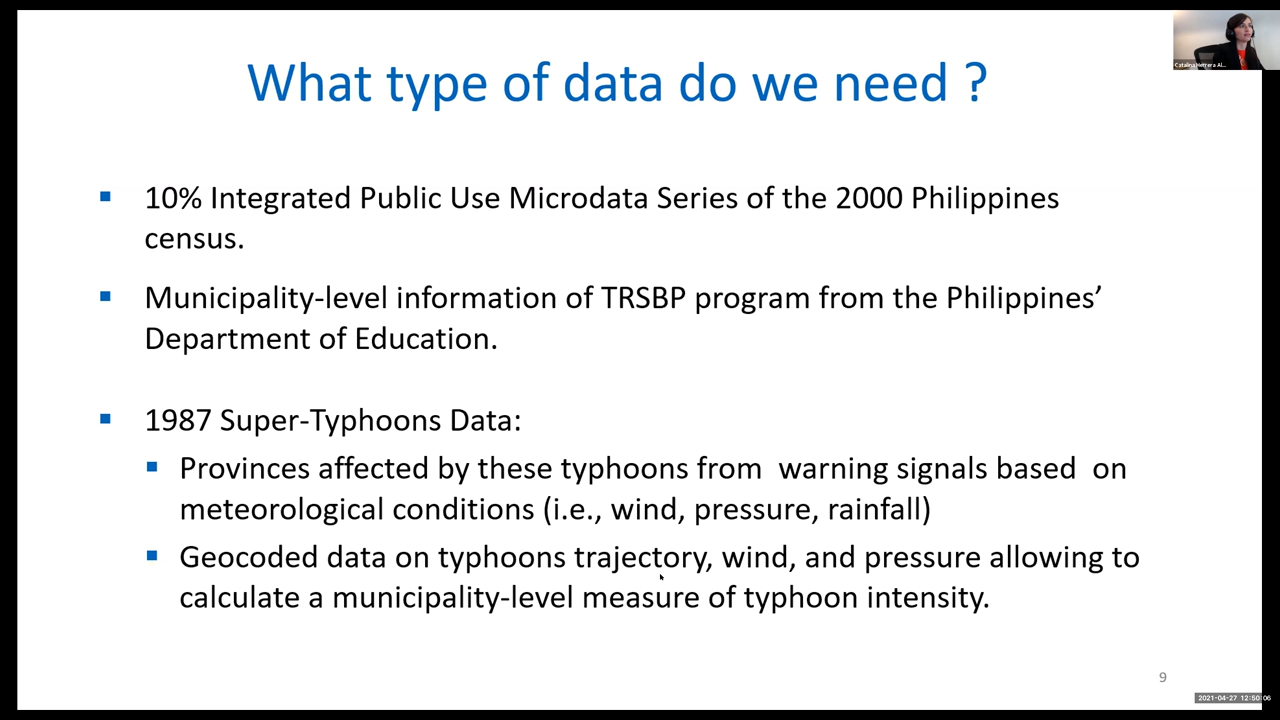 What type of data do we need ?
Catalina Herrera Al...
▪ 10% Integrated Public Use Microdata Series of the 2000 Philippines
census.
▪ Municipality-level information of TRSBP program from the Philippines’
Department of Education.
▪ 1987 Super-Typhoons Data:
▪ Provinces affected by these typhoons from  warning signals based  on
meteorological conditions (i.e., wind, pressure, rainfall)
▪ Geocoded data on typhoons trajectory, wind, and pressure allowing to
calculate a municipality-level measure of typhoon intensity.
9
2021-04-27 12:50:06